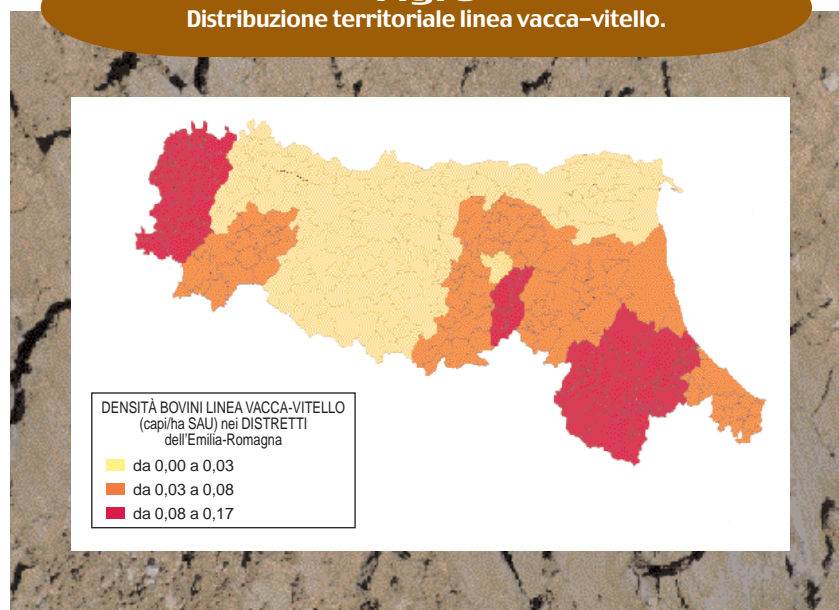 Distribuzione territoriale linea vacca-vitello.
DENSITÀ BOVINI LINEA VACCA-VITELLO
(capi/ha SAU) nei DISTRETTI
dell'Emilia-Romagna
da 0,00 a 0,03
da 0,03 a 0,08
da 0,08 a 0,17